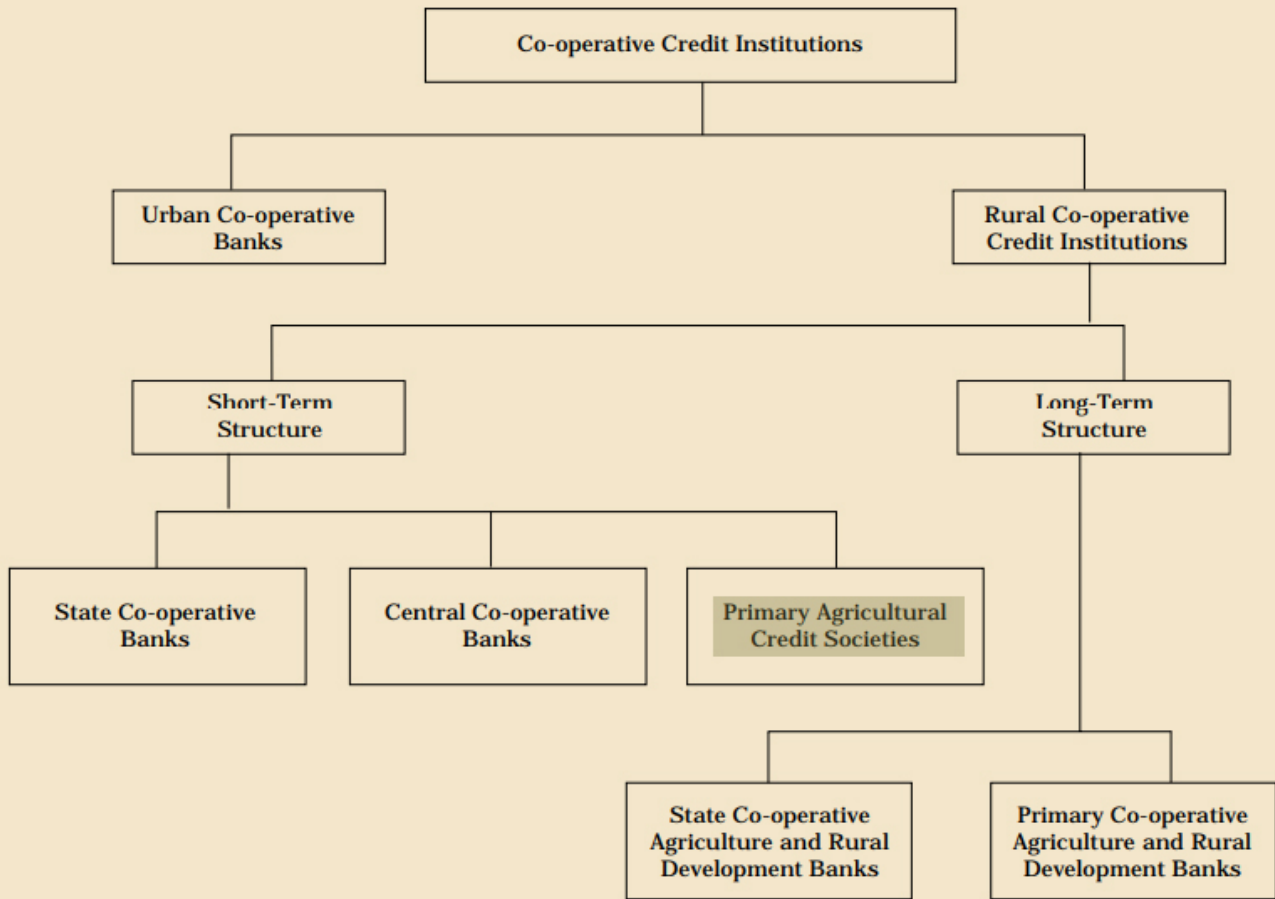 Co-operative Credit Institutions
Urban Co-operative
Banks
Rural Co-operative
Credit Institutions
Short-Term
Structure
Long-Term
Structure
State Co-operative
Banks
Central Co-operative
Banks
Primary Agricultural
Credit Societies
State Co-operative
Agriculture and Rural
Development Banks
Primary Co-operative
Agriculture and Rural
Development Banks